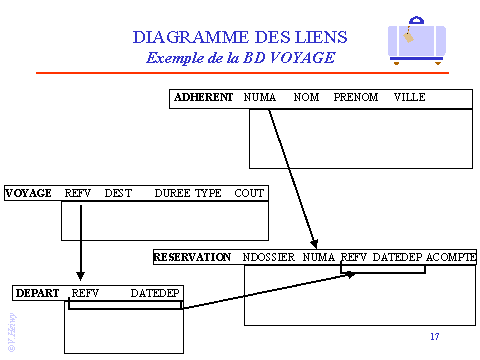 DIAGRAMME DES LIENS
Exemple de la BD VOYAGE
ADHERENT NUMA NOM PRENOM VILLE
VOYAGE REFV DEST DUREE TYPE COUT
RESERVATION NDOSSIER NUMA REFV DATEDEP ACOMPTE
DEPART REFV DATEDEP
17